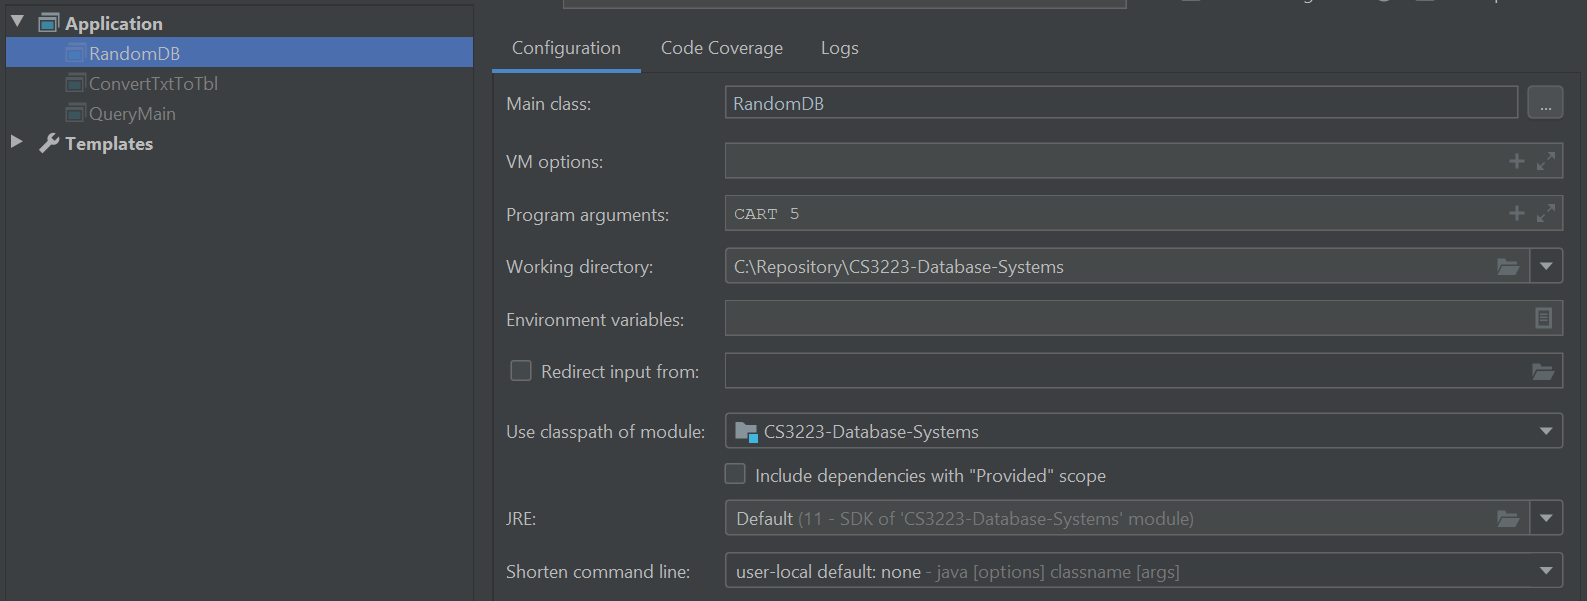 Application
RandomDB
ConvertTxtToTbl
QueryMain
Templates
Configuration Code Coverage Logs
Main class: RandomDB ...
VM options:
Program arguments: CART 5
Working directory: C:\Repository\CS3223-Database-Systems
Environment variables:
Redirect input from:
Use classpath of module: CS3223-Database-Systems
Include dependencies with "Provided" scope
JRE: Default (11 - SDK of 'CS3223-Database-Systems' module)
Shorten command line: user-local default: none - java [options] classname [args]